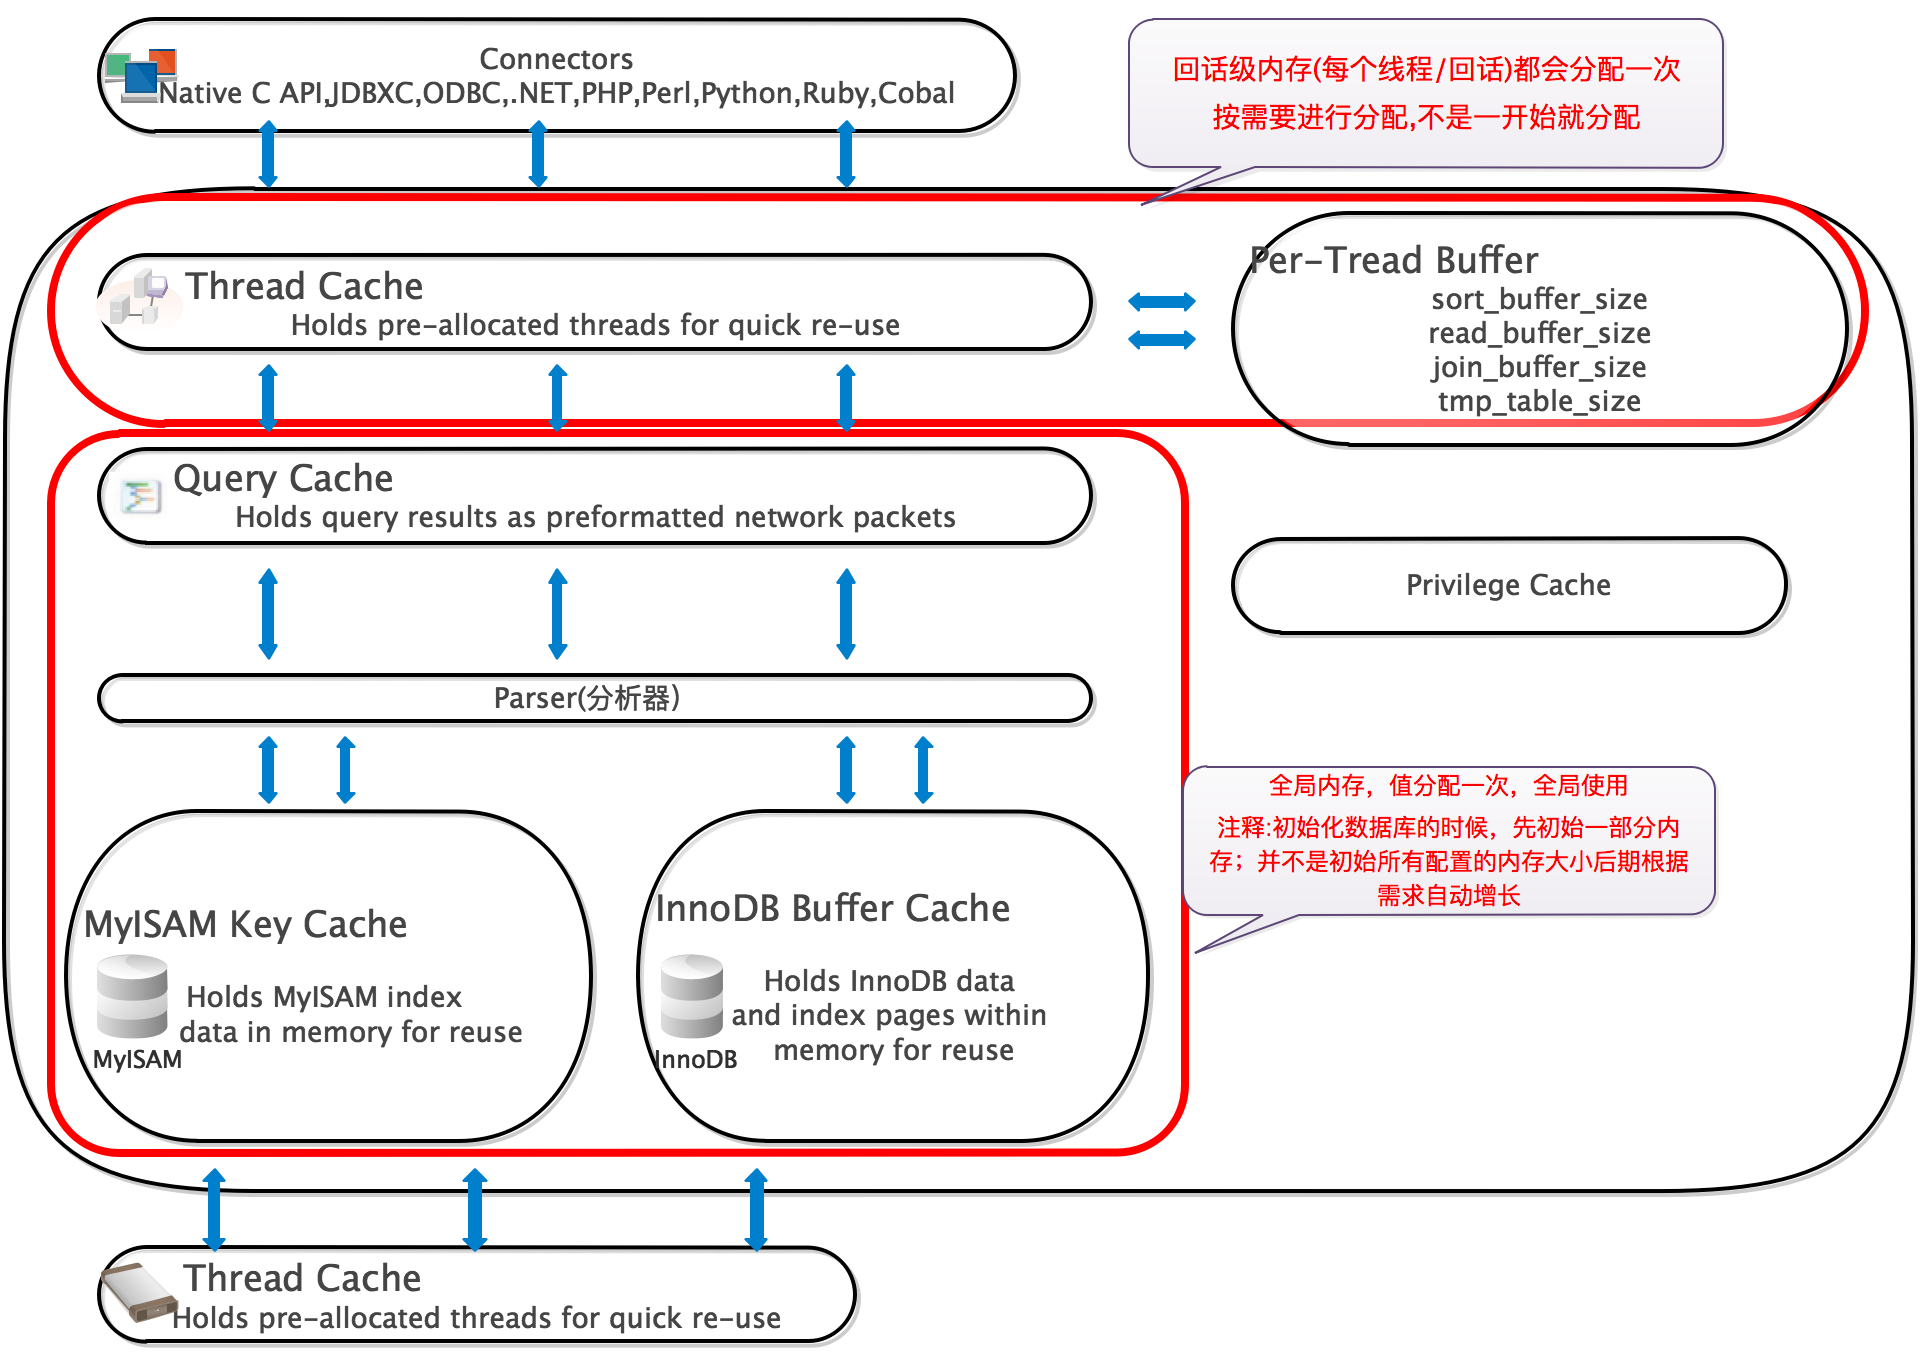 Connectors
Native C API,JDBXC,ODBC,.NET,PHP,Perl,Python,Ruby,Cobal
回话级内存(每个线程/回话)都会分配一次
按需要进行分配,不是一开始就分配
Thread Cache
Holds pre-allocated threads for quick re-use
Per-Tread Buffer
sort_buffer_size
read_buffer_size
join_buffer_size
tmp_table_size
Query Cache
Holds query results as preformatted network packets
Privilege Cache
Parser(分析器)
全局内存，值分配一次，全局使用
注释:初始化数据库的时候，先初始一部分内
存；并不是初始所有配置的内存大小后期根据
需求自动增长
MyISAM Key Cache
Holds MyISAM index
data in memory for reuse
MyISAM
InnoDB Buffer Cache
Holds InnoDB data
and index pages within
memory for reuse
InnoDB
Thread Cache
Holds pre-allocated threads for quick re-use